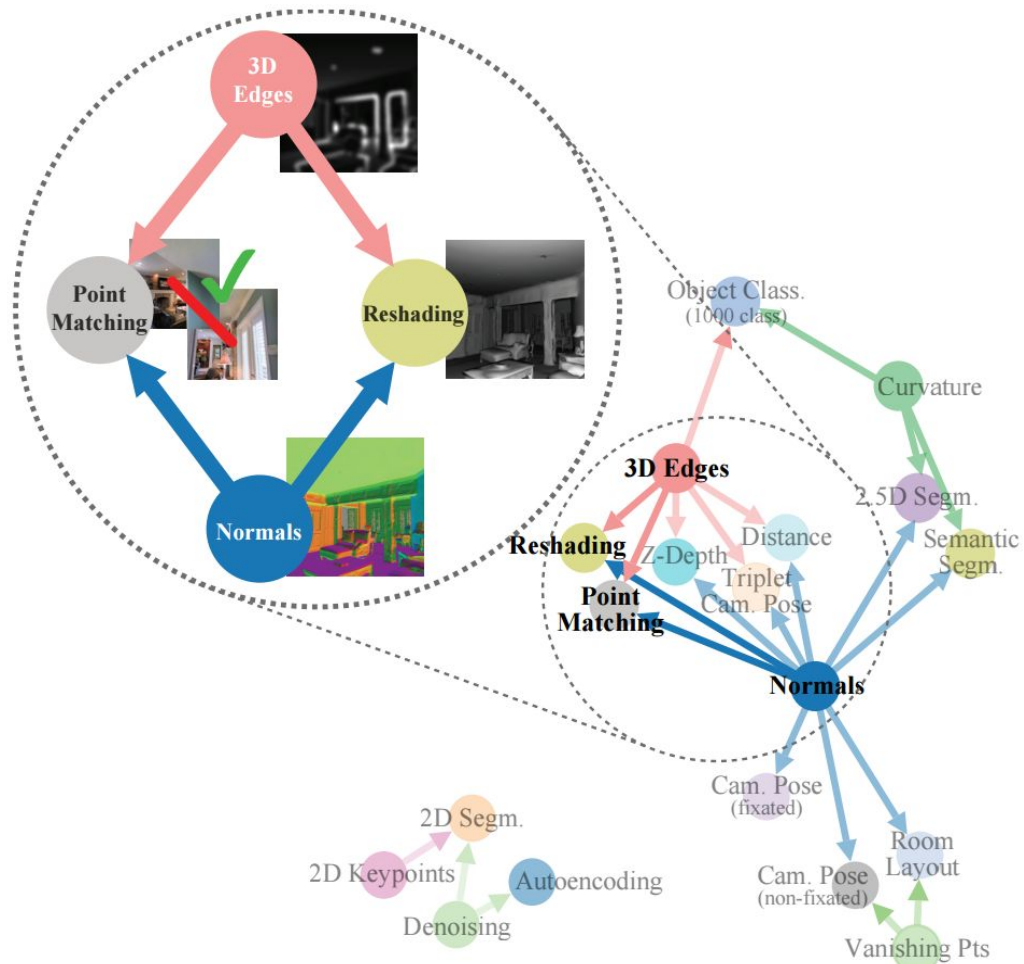 3D
Edges
Point
Matching
Reshading
Normals
Object Class.
(1000 class)
Curvature
3D Edges
2.5D Segm.
Distance
Reshading
Z-Depth
Semantic
Segm.
Triplet
Cam. Pose
Point
Matching
Normals
Cam. Pose
(fixated)
2D Segm.
Room
Layout
2D Keypoints
Autoencoding
Cam. Pose
(non-fixated)
Denoising
Vanishing Pts